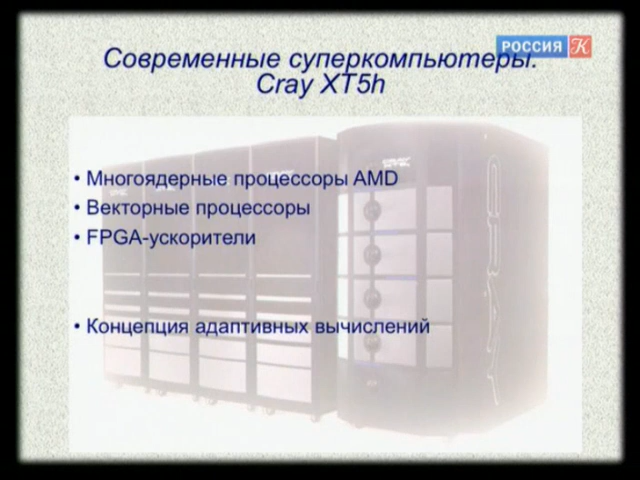 Современные суперкомпьютеры.
Cray XT5h
РОССИЯ К
• Многоядерные процессоры AMD
• Векторные процессоры
• FPGA-ускорители
• Концепция адаптивных вычислений